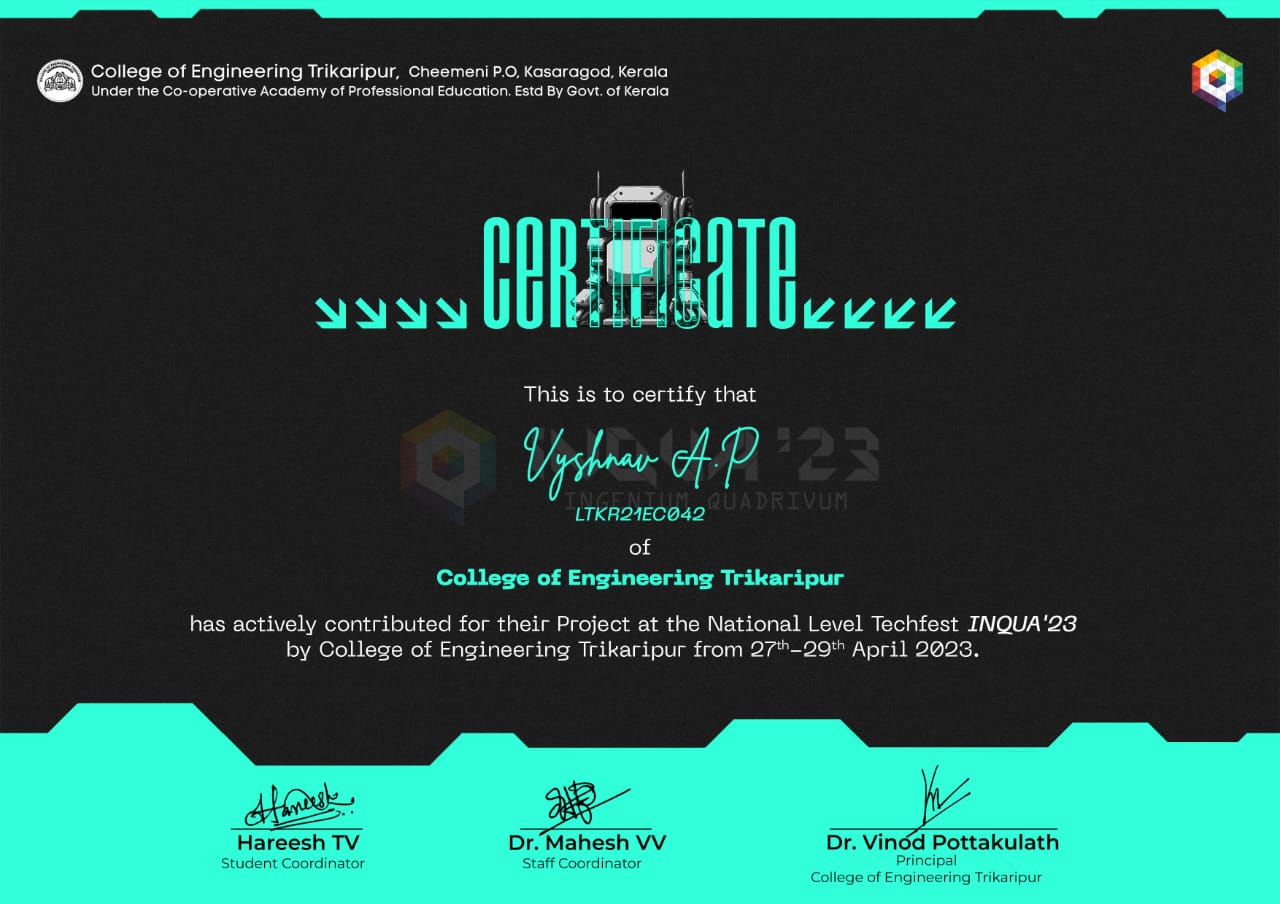 College of Engineering Trikaripur, Cheemeni P.O, Kasaragod, Kerala
Under the Co-operative Academy of Professional Education. Estd By Govt. of Kerala
CERTIFICATE
This is to certify that
INQUA '23
Vyshnav A.P
INGENIUM QUADRIVUM
LTKR21EC042
of
College of Engineering Trikaripur
has actively contributed for their Project at the National Level Techfest INQUA'23
by College of Engineering Trikaripur from 27th-29th April 2023.
Hareesh
Hareesh TV
Student Coordinator
Dr. Mahesh VV
Staff Coordinator
Dr. Vinod Pottakulath
Principal
College of Engineering Trikaripur